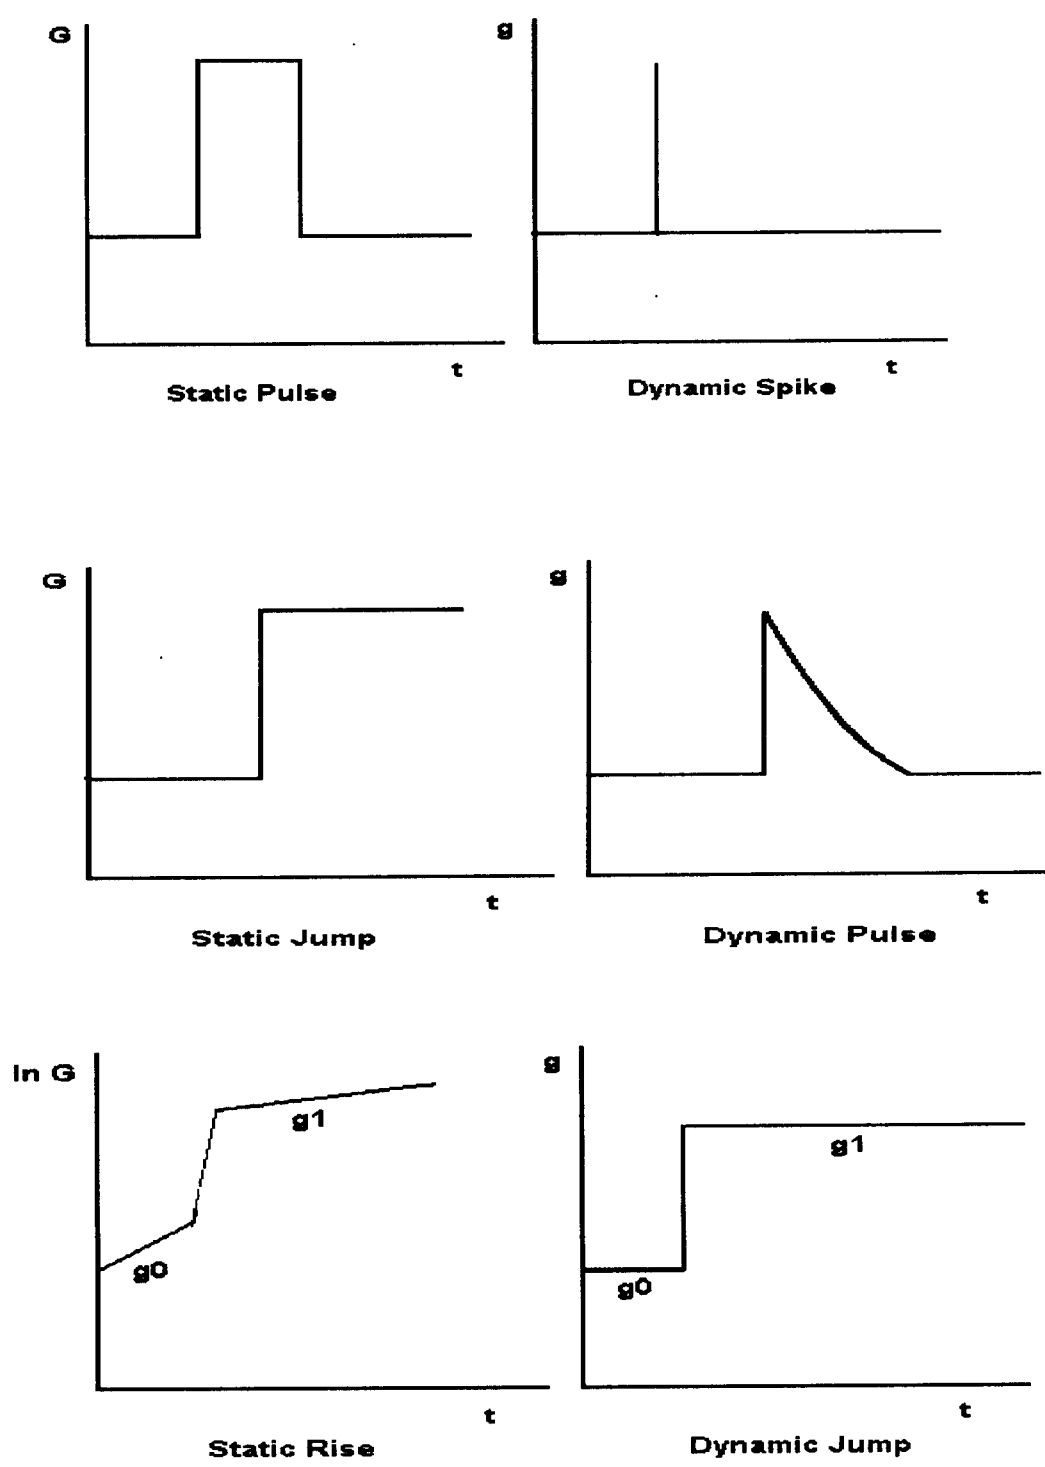 G
g
t
t
Static Pulse
Dynamic Spike
G
g
t
t
Static Jump
Dynamic Pulse
ln G
g
g1
g1
g0
g0
t
t
Static Rise
Dynamic Jump